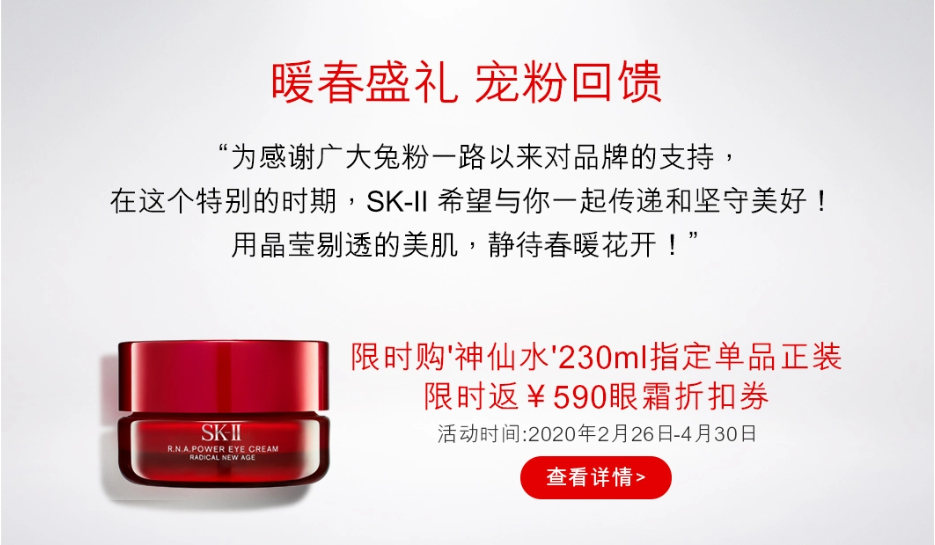 暖春盛礼 宠粉回馈
“为感谢广大兔粉一路以来对品牌的支持，
在这个特别的时期，SK-II 希望与你一起传递和坚守美好！
用晶莹剔透的美肌，静待春暖花开！”
限时购'神仙水'230ml指定单品正装
限时返￥590眼霜折扣券
活动时间:2020年2月26日-4月30日
查看详情>
SK-II
R.N.A.POWER EYE CREAM
RADICAL NEW AGE